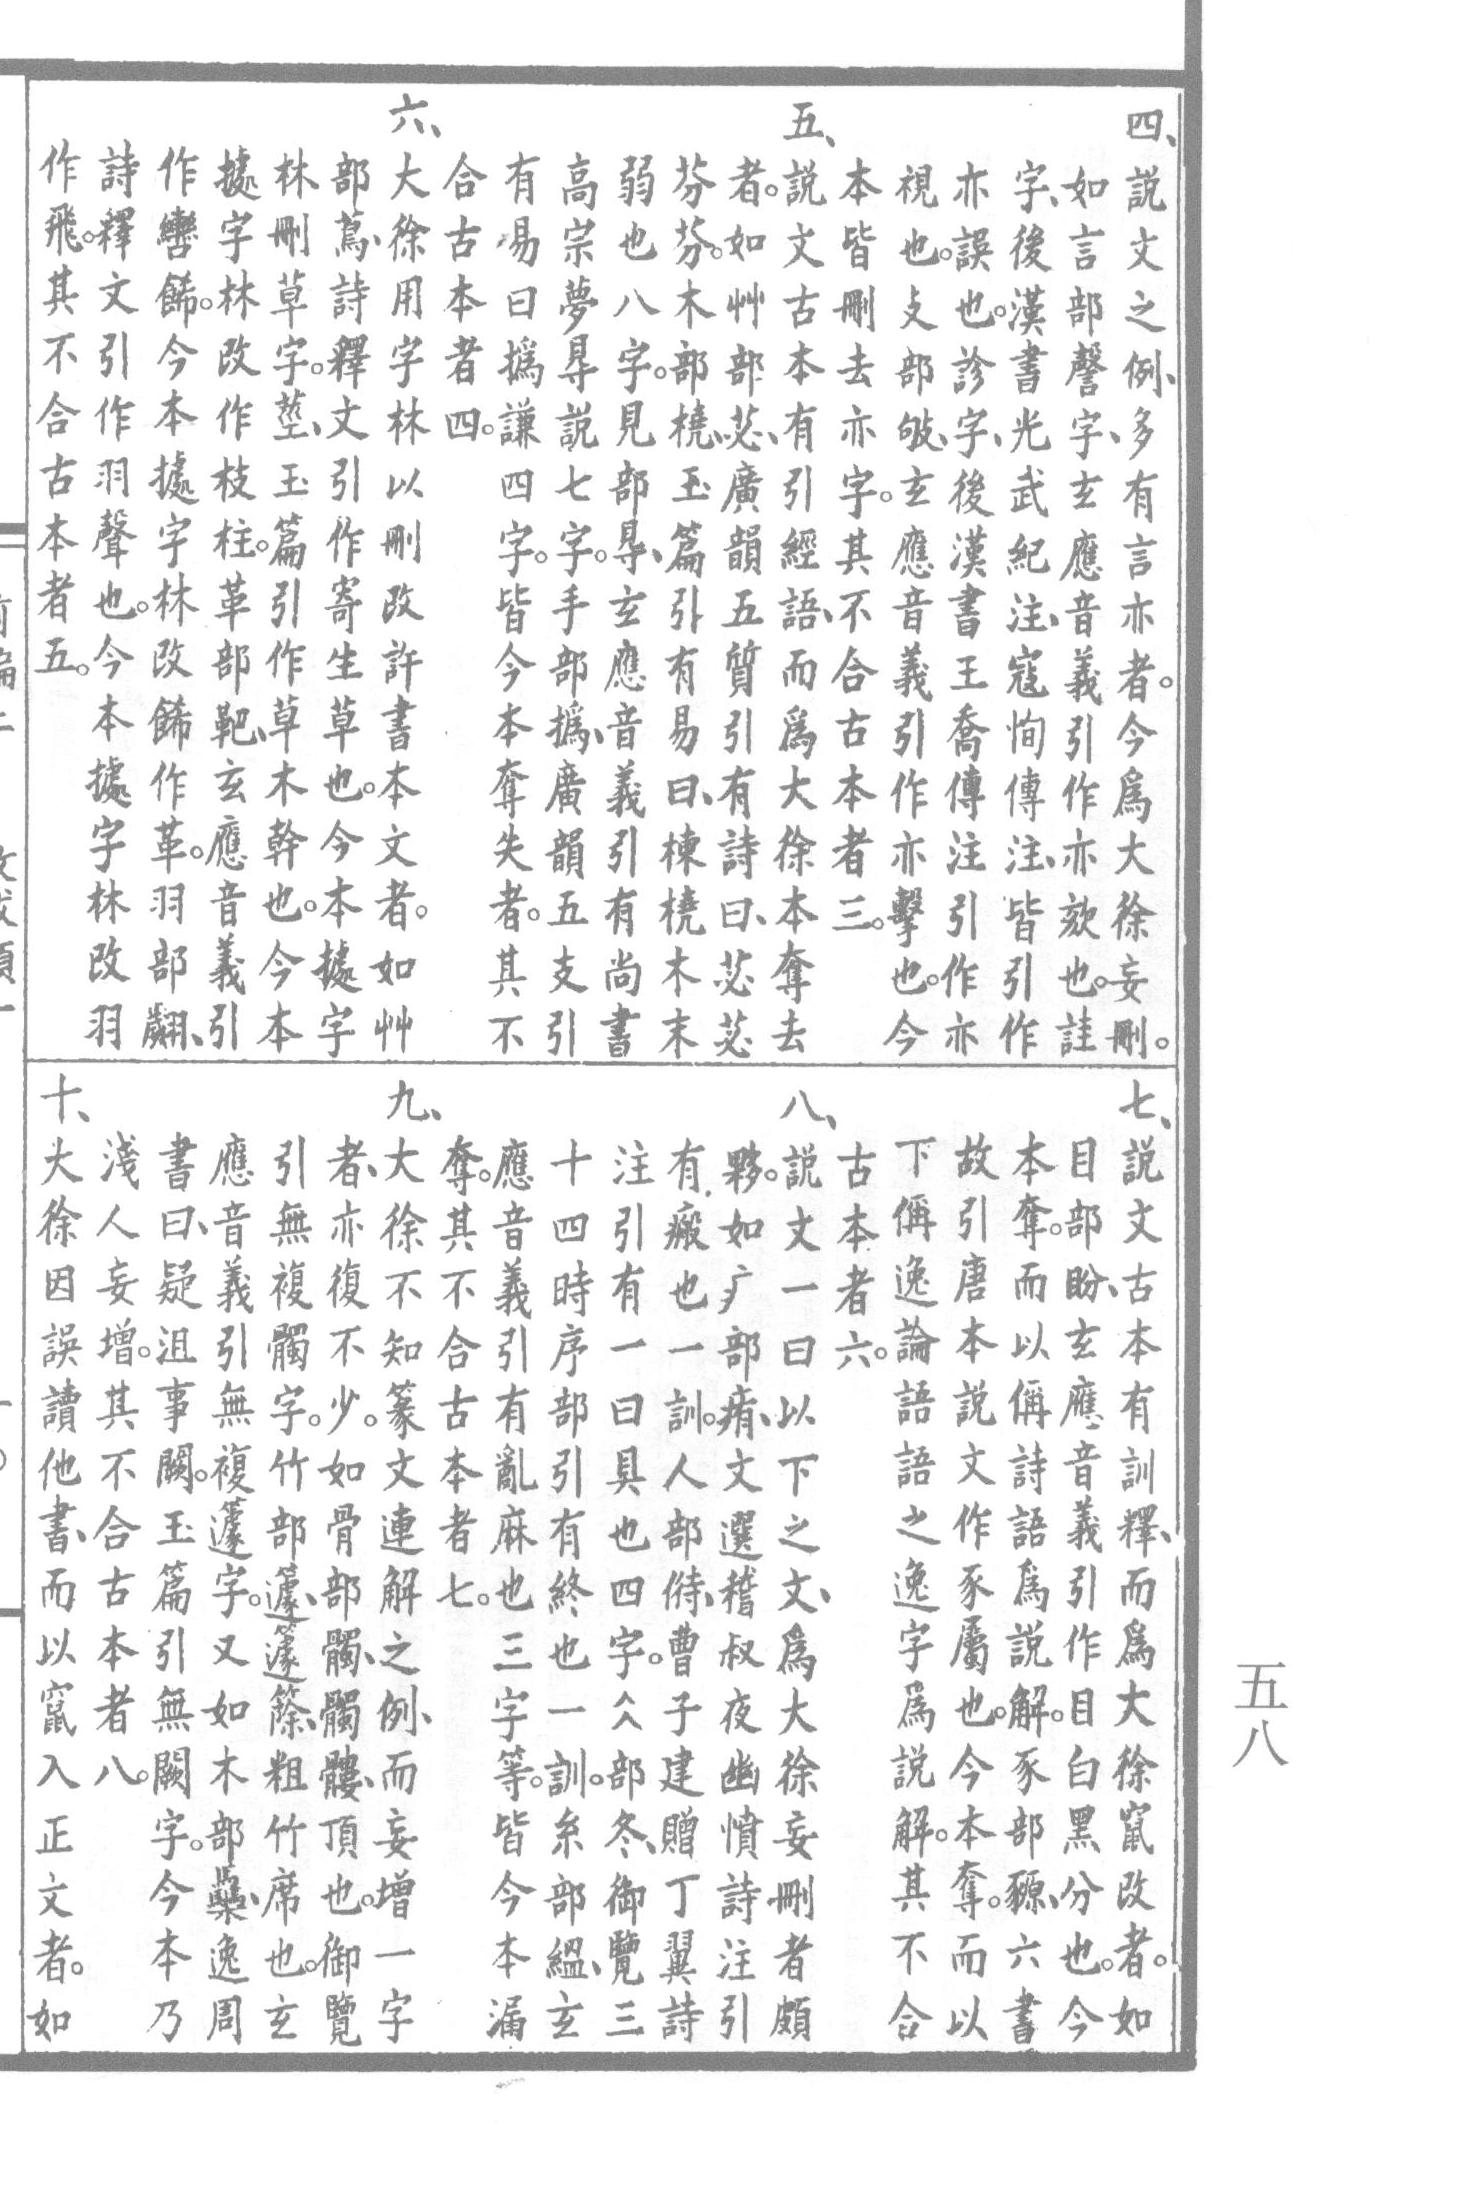 四、說文之例、多有言亦者。今爲大徐妄刪。
如言部謦字、玄應音義引作亦欬也。詿
字、後漢書光武紀注、寇恂傳注、皆引作
亦誤也。診字、後漢書王喬傳注引作亦
視也。攴部㪣、玄應音義引作亦擊也。今
本皆刪去亦字。其不合古本者三。
五、說文古本有引經語、而爲大徐本奪去
者。如艸部苾、廣韻五質引有詩曰、苾苾
芬芬。木部橈、玉篇引有易曰、棟橈木末
弱也八字。見部㝵、玄應音義引有尚書
高宗夢㝵說七字。手部撝、廣韻五支引
有易曰撝謙四字。皆今本奪失者。其不
合古本者四。
六、大徐用字林以刪改許書本文者。如艸
部蔦、詩釋文引作寄生草也。今本據字
林刪草字。莖、玉篇引作草木幹也。今本
據字林改作枝柱。革部靶、玄應音義引
作轡飾。今本據字林改飾作革。羽部翽、
詩釋文引作羽聲也。今本據字林改羽
作飛。其不合古本者五。
七、說文古本有訓釋、而爲大徐竄改者。如
目部盼、玄應音義引作目白黑分也。今
本奪。而以偁詩語爲說解。豕部豲、六書
故引唐本說文作豕屬也。今本奪。而以
下偁逸論語語之逸字爲說解。其不合
古本者六。
八、說文一曰以下之文、爲大徐妄刪者頗
夥。如疒部痏、文選嵇叔夜幽憤詩注引
有瘢也一訓。人部偫、曹子建贈丁翼詩
注引有一曰具也四字。仌部冬、御覽三
十四時序部引有終也一訓。糸部緼、玄
應音義引有亂麻也三字等。皆今本漏
奪。其不合古本者七。
九、大徐不知篆文連解之例、而妄增一字
者、亦復不少。如骨部髑、髑髏、頂也。御覽
引無複髑字。竹部籧、籧篨、粗竹席也。玄
應音義引無複籧字。又如木部、逸周
書曰、疑沮事闕。玉篇引無闕字。今本乃
淺人妄增。其不合古本者八。
十、大徐因誤讀他書、而以竄入正文者。如
五八